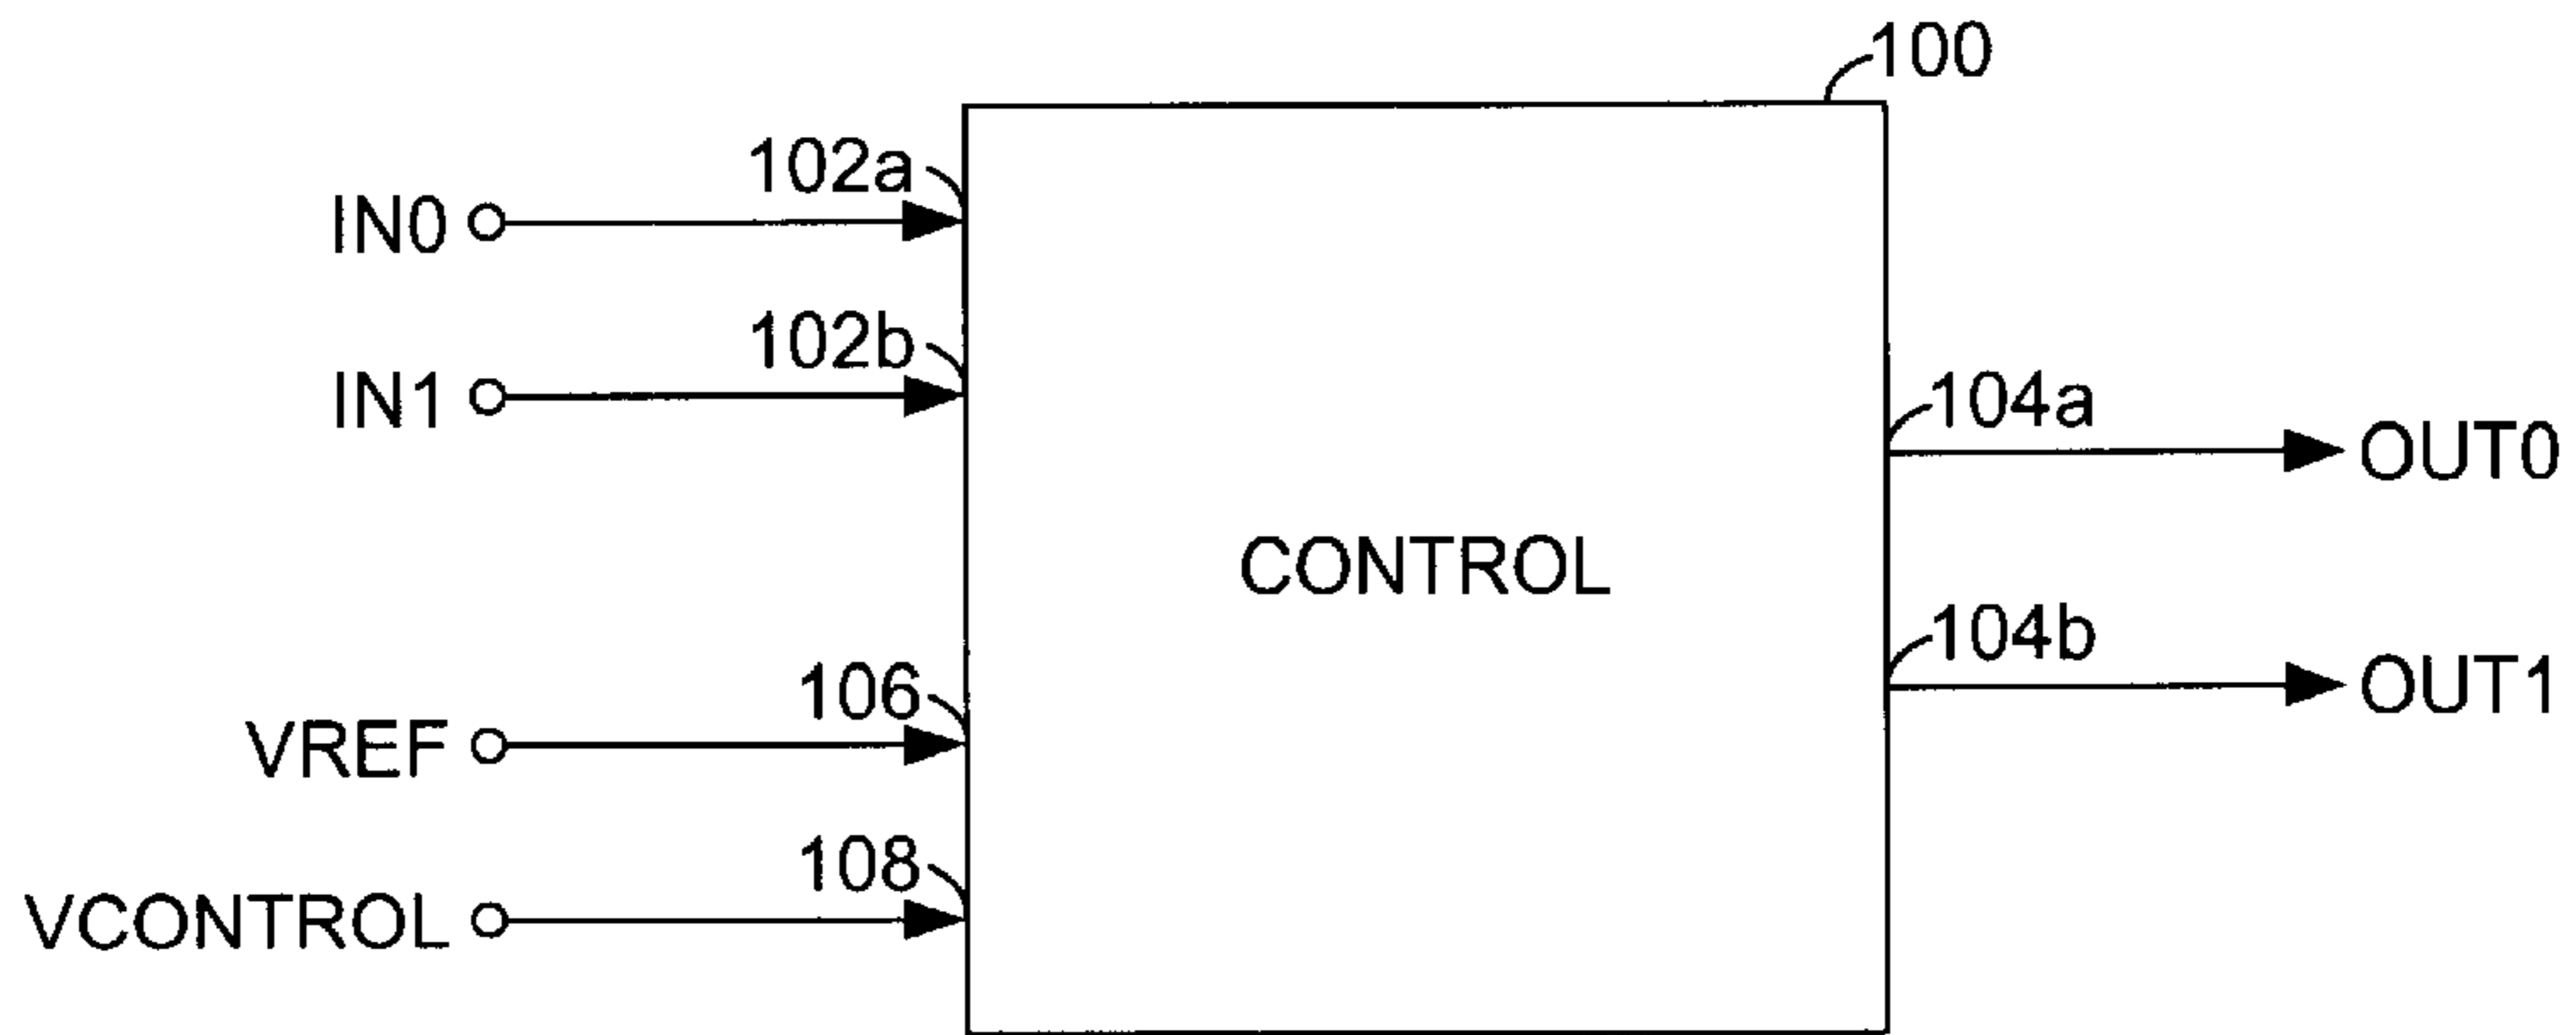 100
102a
IN0
102b
IN1
104a
OUT0
CONTROL
104b
OUT1
106
VREF
108
VCONTROL